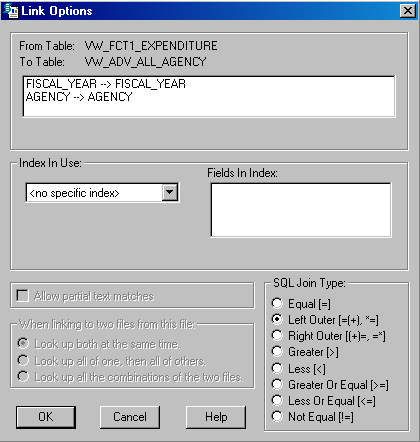 Link Options
From Table: VW_FCT1_EXPENDITURE
To Table: VW_ADV_ALL_AGENCY
FISCAL_YEAR --> FISCAL_YEAR
AGENCY --> AGENCY
Index In Use:
Fields In Index:
<no specific index>
Allow partial text matches
When linking to two files from this file:
Look up both at the same time.
Look up all of one, then all of others.
Look up all the combinations of the two files.
SQL Join Type:
Equal [=]
Left Outer [=(+), *=]
Right Outer [(+)=, =*]
Greater [>]
Less [<]
Greater Or Equal [>=]
Less Or Equal [<=]
Not Equal [!=]
OK
Cancel
Help